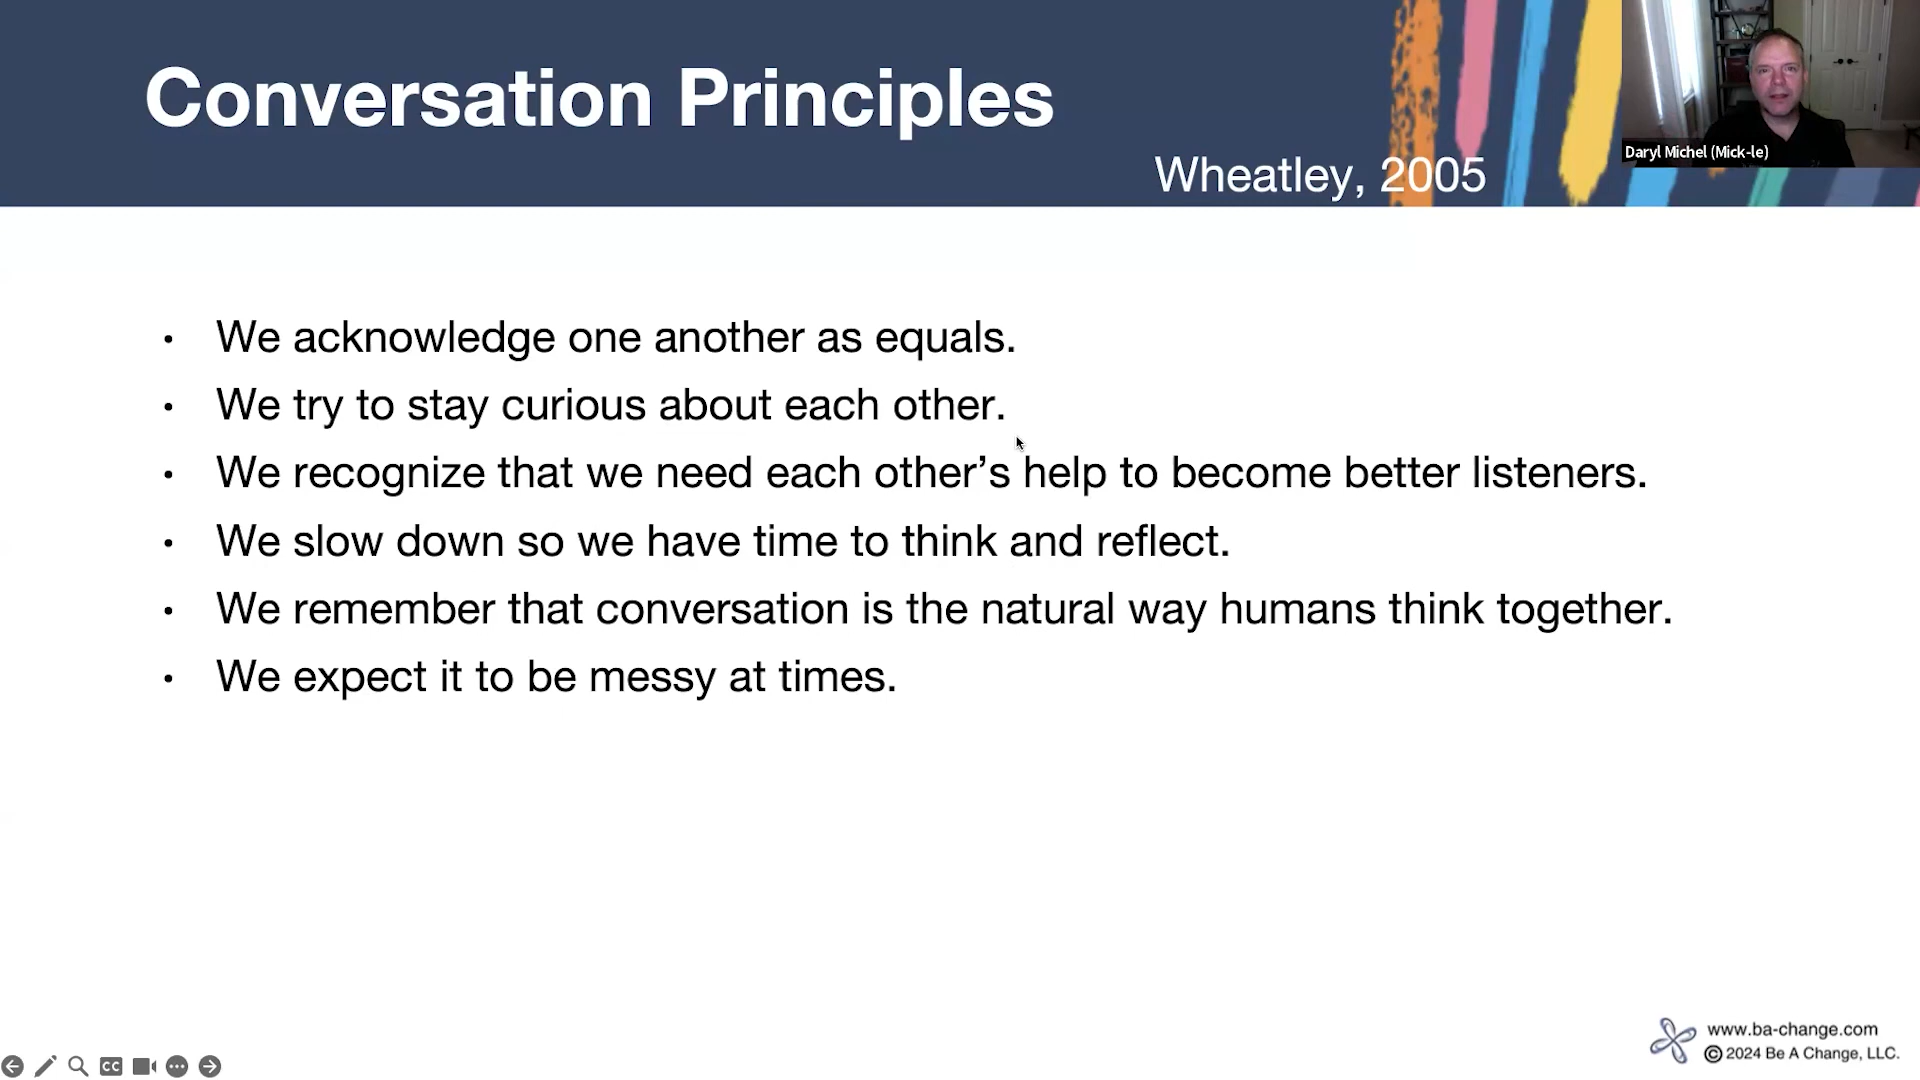 Conversation Principles
Wheatley, 2005
Daryl Michel (Mick-le)
• We acknowledge one another as equals.
• We try to stay curious about each other.
• We recognize that we need each other’s help to become better listeners.
• We slow down so we have time to think and reflect.
• We remember that conversation is the natural way humans think together.
• We expect it to be messy at times.
CC
www.ba-change.com
© 2024 Be A Change, LLC.